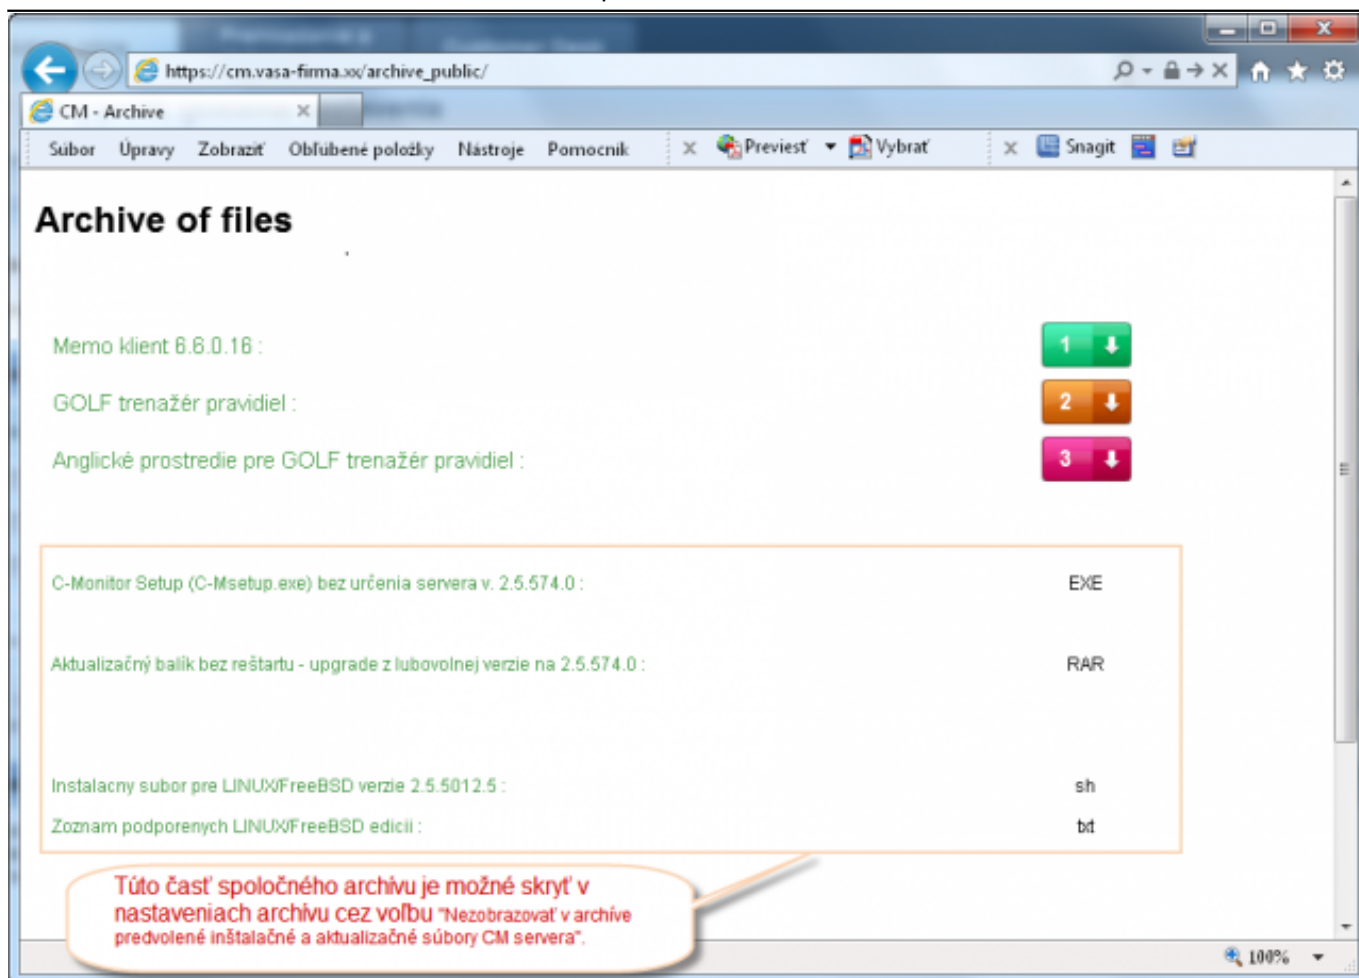 https://cm.vasa-firma.xx/archive_public/
CM - Archive
Súbor Úpravy Zobraziť Obľúbené položky Nástroje Pomocník x Previesť Vybrať x Snagit
Archive of files
Memo klient 6.6.0.16 : 1
GOLF trenažér pravidiel : 2
Anglické prostredie pre GOLF trenažér pravidiel : 3
C-Monitor Setup (C-Msetup.exe) bez určenia servera v. 2.5.574.0 : EXE
Aktualizačný balík bez reštartu - upgrade z lubovolnej verzie na 2.5.574.0 : RAR
Instalacny subor pre LINUX/FreeBSD verzie 2.5.5012.5 : sh
Zoznam podporenych LINUX/FreeBSD edicii : txt
Túto časť spoločného archívu je možné skryť v
nastaveniach archívu cez voľbu "Nezobrazovať v archíve
predvolené inštalačné a aktualizačné súbory CM servera".
100%